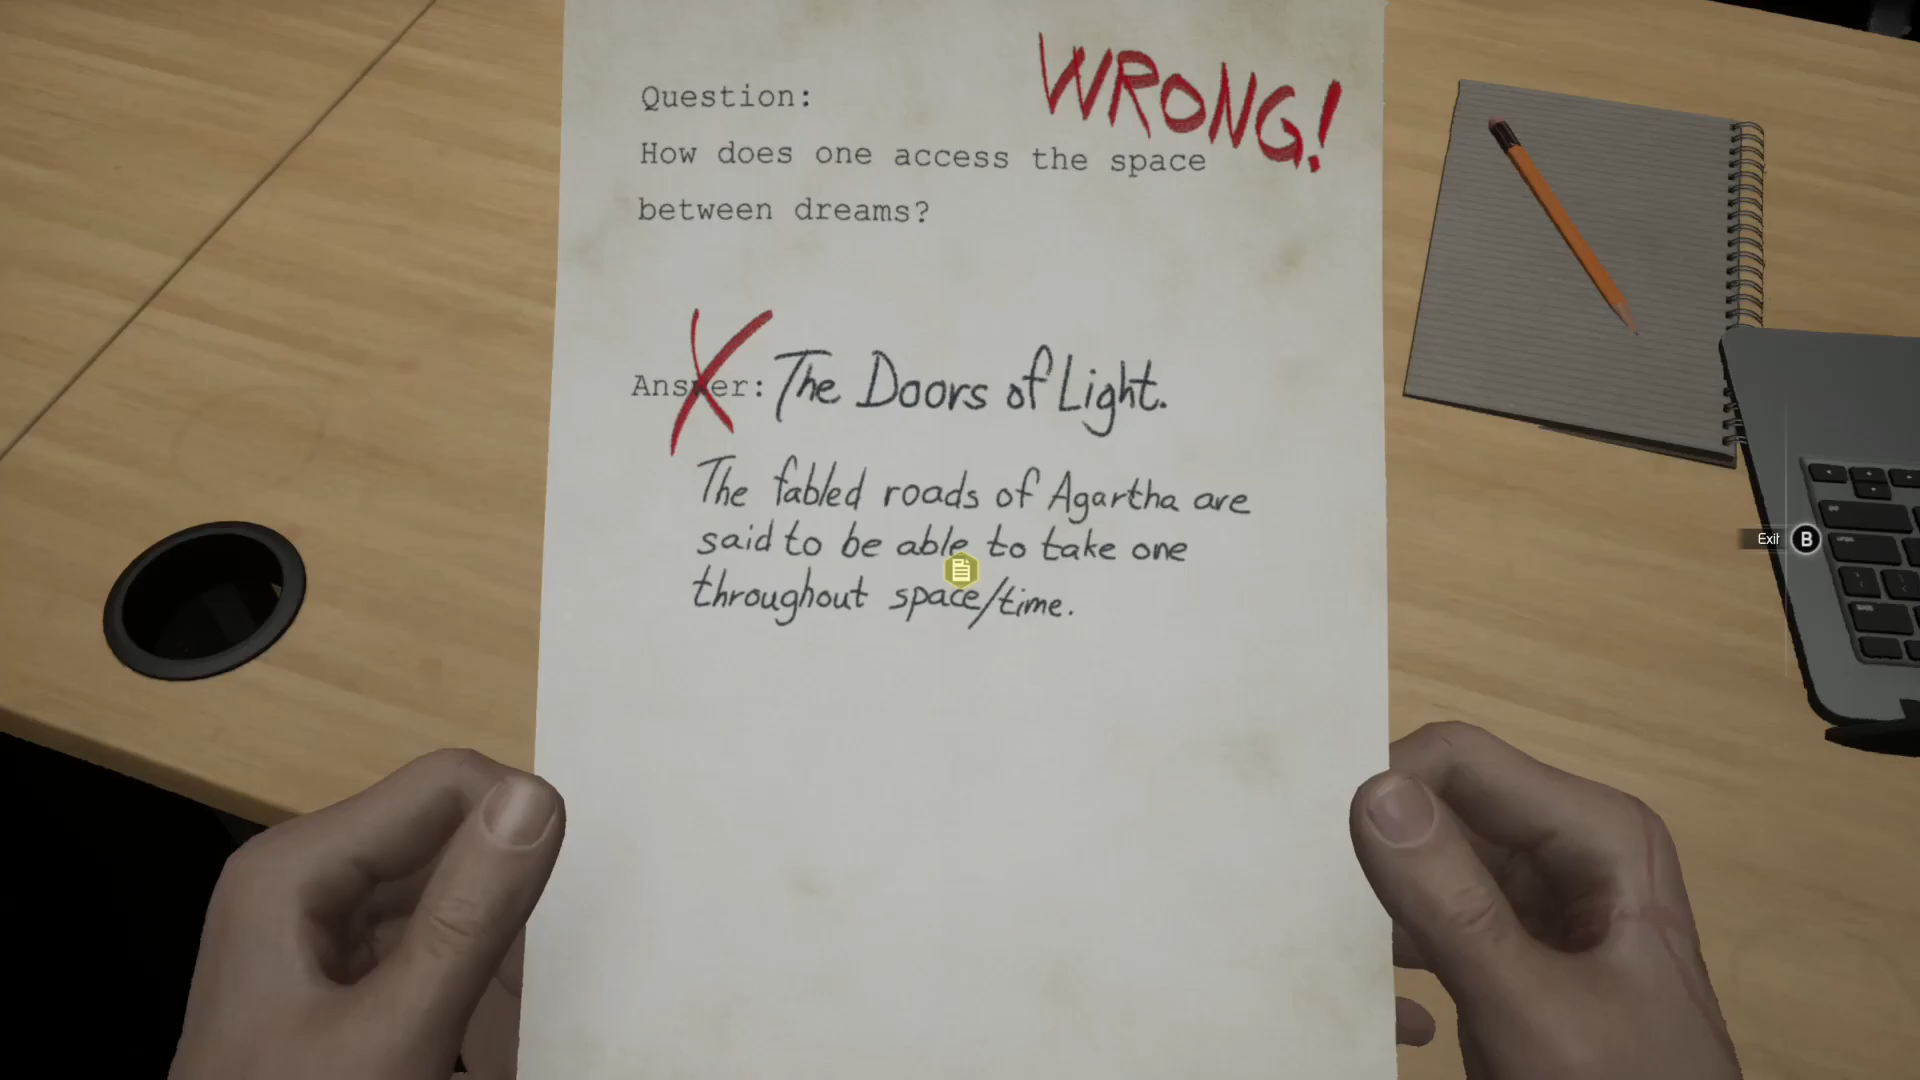 WRONG!
Question:
How does one access the space
between dreams?
Answer: The Doors of Light.
The fabled roads of Agartha are
said to be able to take one
throughout space/time.
Exit B